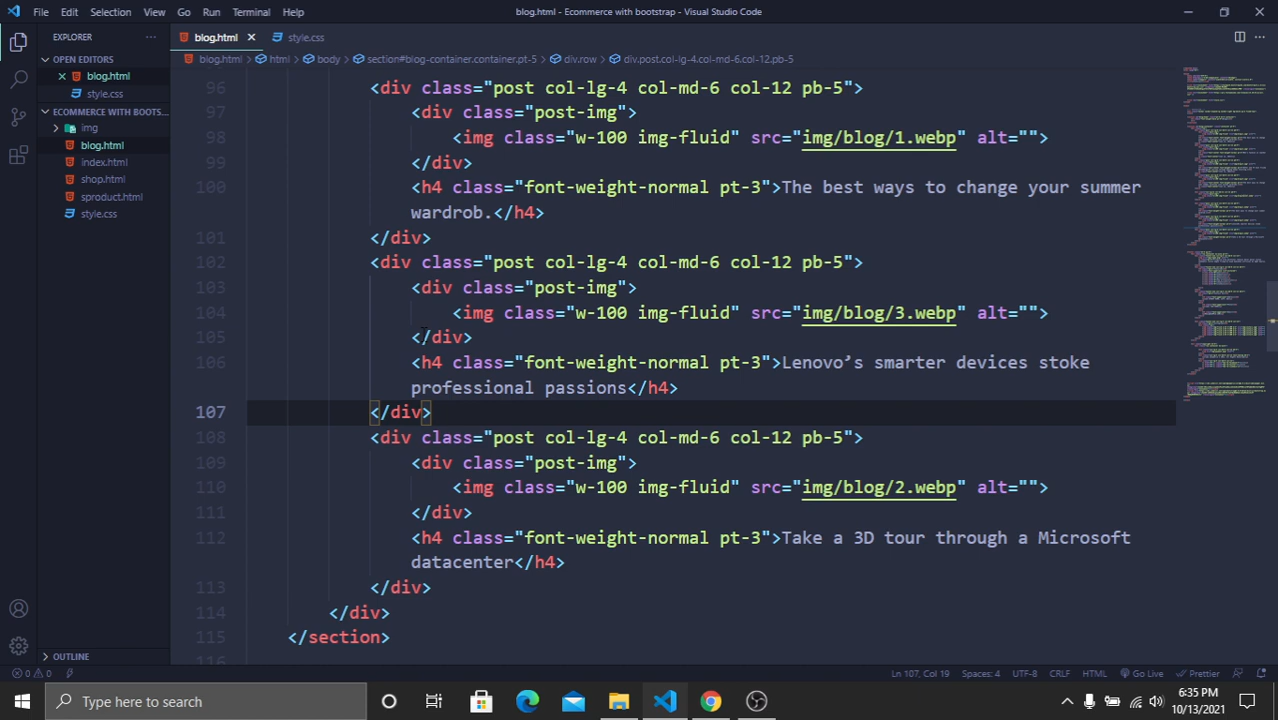 File Edit Selection View Go Run Terminal Help blog.html - Ecommerce with bootstrap - Visual Studio Code
EXPLORER ··· blog.html style.css
OPEN EDITORS blog.html > html > body > section#blog-container.container.pt-5 > div.row > div.post.col-lg-4.col-md-6.col-12.pb-5
blog.html
style.css
ECOMMERCE WITH BOOTS...
img
blog.html
index.html
shop.html
sproduct.html
style.css
96 <div class="post col-lg-4 col-md-6 col-12 pb-5">
97 <div class="post-img">
98 <img class="w-100 img-fluid" src="img/blog/1.webp" alt="">
99 </div>
100 <h4 class="font-weight-normal pt-3">The best ways to change your summer
wardrob.</h4>
101 </div>
102 <div class="post col-lg-4 col-md-6 col-12 pb-5">
103 <div class="post-img">
104 <img class="w-100 img-fluid" src="img/blog/3.webp" alt="">
105 </div>
106 <h4 class="font-weight-normal pt-3">Lenovo’s smarter devices stoke
professional passions</h4>
107 </div>
108 <div class="post col-lg-4 col-md-6 col-12 pb-5">
109 <div class="post-img">
110 <img class="w-100 img-fluid" src="img/blog/2.webp" alt="">
111 </div>
112 <h4 class="font-weight-normal pt-3">Take a 3D tour through a Microsoft
datacenter</h4>
113 </div>
114 </div>
115 </section>
116
OUTLINE
0 0 Ln 107, Col 19 Spaces: 4 UTF-8 CRLF HTML Go Live Prettier
Type here to search
6:35 PM
10/13/2021